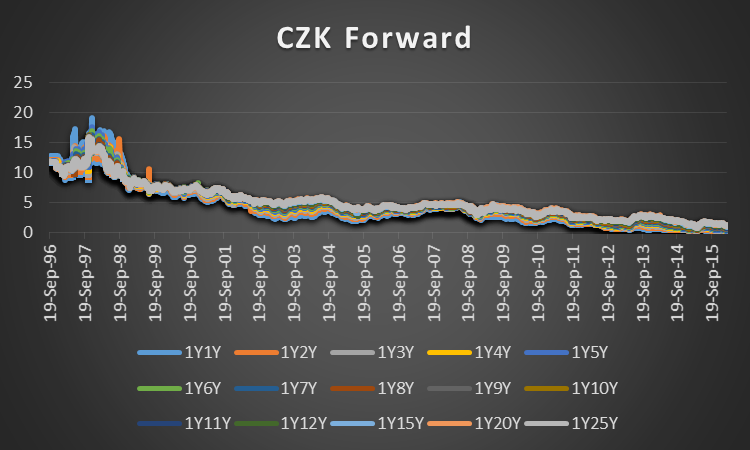 CZK Forward
25
20
15
10
5
0
19-Sep-96 19-Sep-97 19-Sep-98 19-Sep-99 19-Sep-00 19-Sep-01 19-Sep-02 19-Sep-03 19-Sep-04 19-Sep-05 19-Sep-06 19-Sep-07 19-Sep-08 19-Sep-09 19-Sep-10 19-Sep-11 19-Sep-12 19-Sep-13 19-Sep-14 19-Sep-15
1Y1Y 1Y2Y 1Y3Y 1Y4Y 1Y5Y
1Y6Y 1Y7Y 1Y8Y 1Y9Y 1Y10Y
1Y11Y 1Y12Y 1Y15Y 1Y20Y 1Y25Y